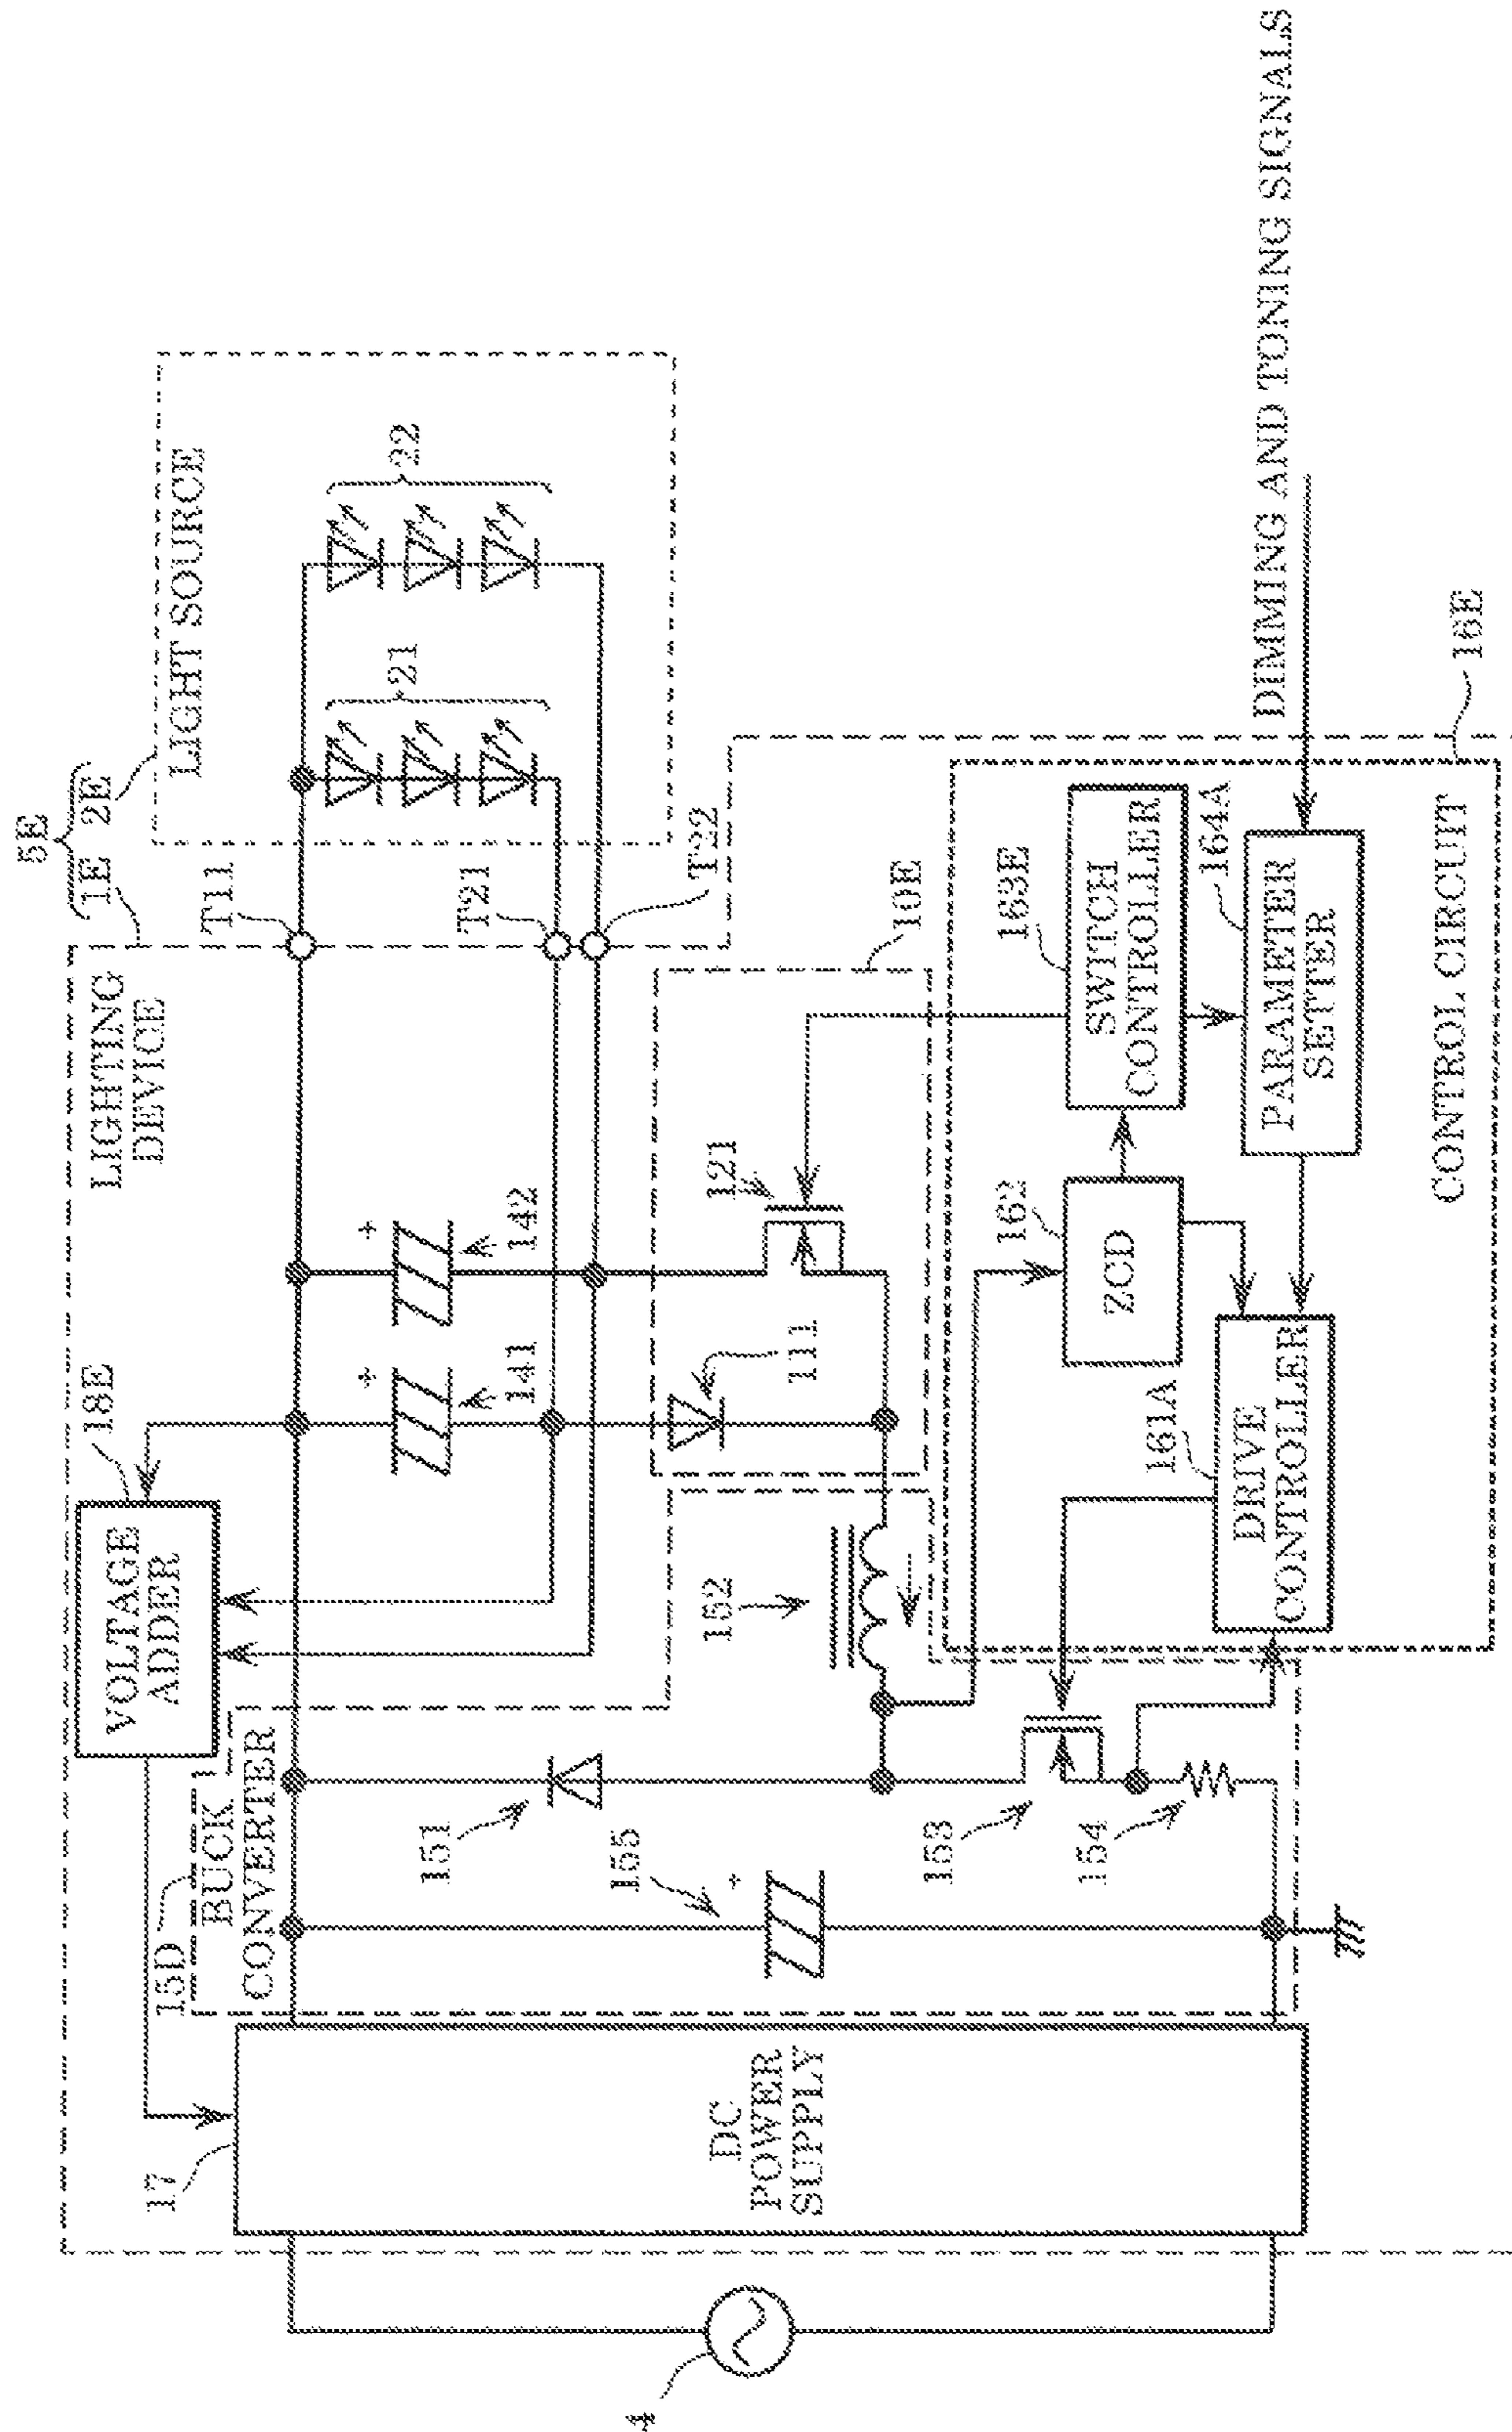 5E
1E 2E
LIGHTING
DEVICE
LIGHT SOURCE
T11
T21
T22
21
22
18E
VOLTAGE
ADDER
+
141
+
142
17
15D
BUCK
CONVERTER
DC
POWER
SUPPLY
4
151
155
+
152
153
154
111
121
10E
161A
DRIVE
CONTROLLER
162
ZCD
163E
SWITCH
CONTROLLER
164A
PARAMETER
SETTER
CONTROL CIRCUIT
16E
DIMMING AND TONING SIGNALS